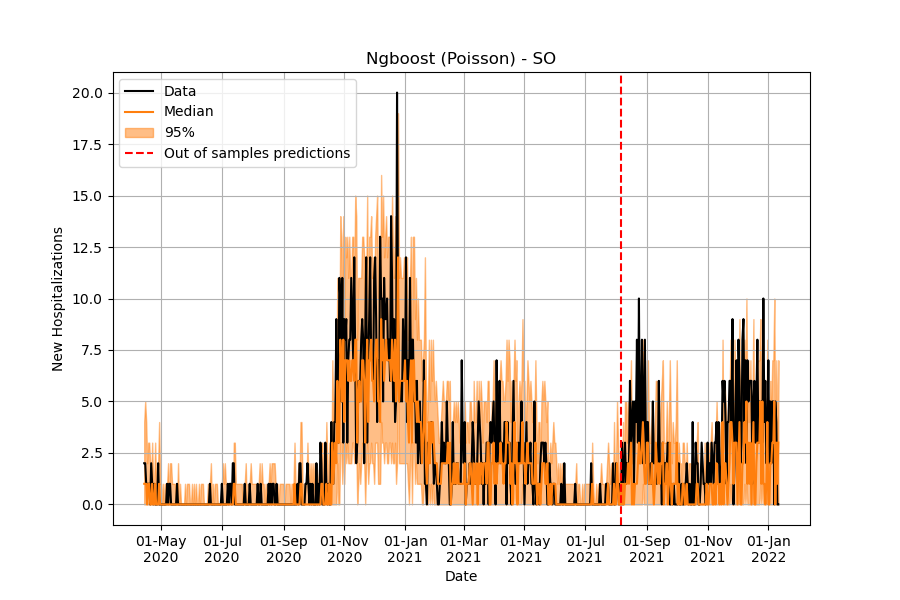 Ngboost (Poisson) - SO
Data
Median
95%
Out of samples predictions
New Hospitalizations
20.0
17.5
15.0
12.5
10.0
7.5
5.0
2.5
0.0
01-May 01-Jul 01-Sep 01-Nov 01-Jan 01-Mar 01-May 01-Jul 01-Sep 01-Nov 01-Jan
2020 2020 2020 2020 2021 2021 2021 2021 2021 2021 2022
Date